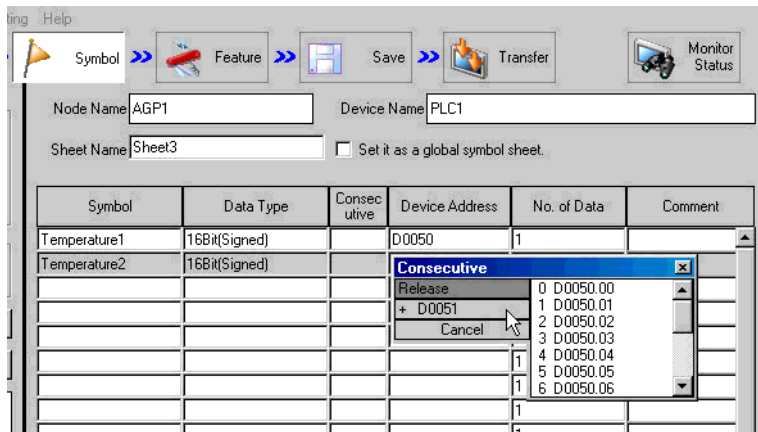 ting Help
Symbol Feature Save Transfer Monitor Status
Node Name AGP1 Device Name PLC1
Sheet Name Sheet3 Set it as a global symbol sheet.
Symbol Data Type Consecutive Device Address No. of Data Comment
Temperature1 16Bit(Signed) D0050 1
Temperature2 16Bit(Signed)
Consecutive
Release
+ D0051
Cancel
0 D0050.00
1 D0050.01
2 D0050.02
3 D0050.03
4 D0050.04
5 D0050.05
6 D0050.06
1
1
1